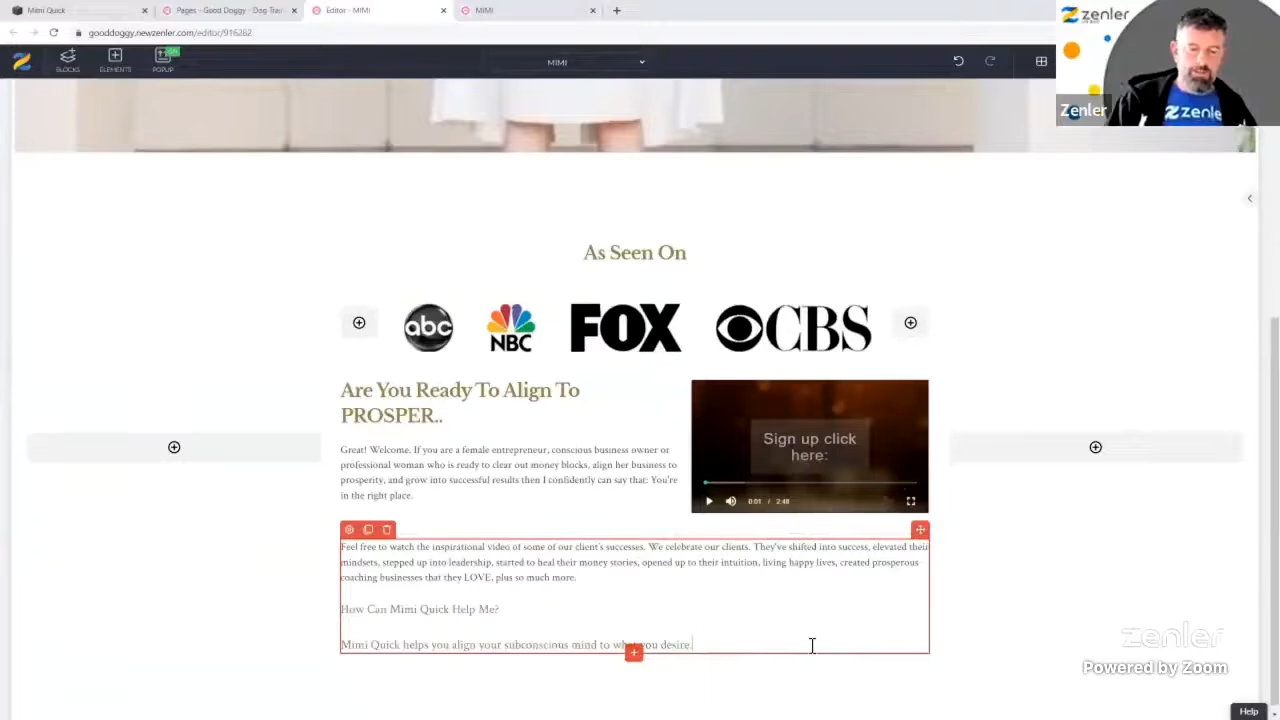 Mimi Quick
Pages - Good Doggy - Dog Trai
Editor - MIMI
MIMI
gooddoggy.newzenler.com/editor/916282
BLOCKS
ELEMENTS
POPUP
MIMI
zenler
zenle
Zenler
As Seen On
abc
NBC
FOX
CBS
Are You Ready To Align To
PROSPER..
Great! Welcome. If you are a female entrepreneur, conscious business owner or
professional woman who is ready to clear out money blocks, align her business to
prosperity, and grow into successful results then I confidently can say that: You're
in the right place.
Sign up click
here:
0:01 / 2:48
Feel free to watch the inspirational video of some of our client's successes. We celebrate our clients. They've shifted into success, elevated their
mindsets, stepped up into leadership, started to heal their money stories, opened up to their intuition, living happy lives, created prosperous
coaching businesses that they LOVE, plus so much more.
How Can Mimi Quick Help Me?
Mimi Quick helps you align your subconscious mind to what you desire.
zenler
Powered by Zoom
Help